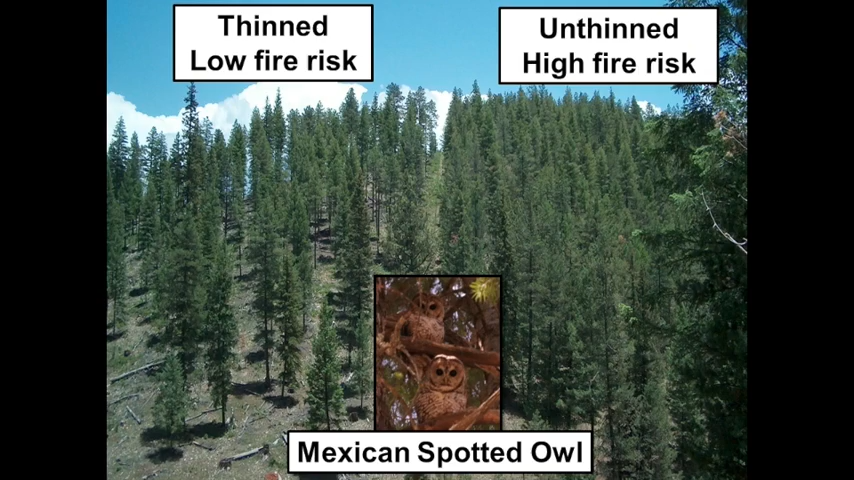 Thinned
Low fire risk
Unthinned
High fire risk
Mexican Spotted Owl